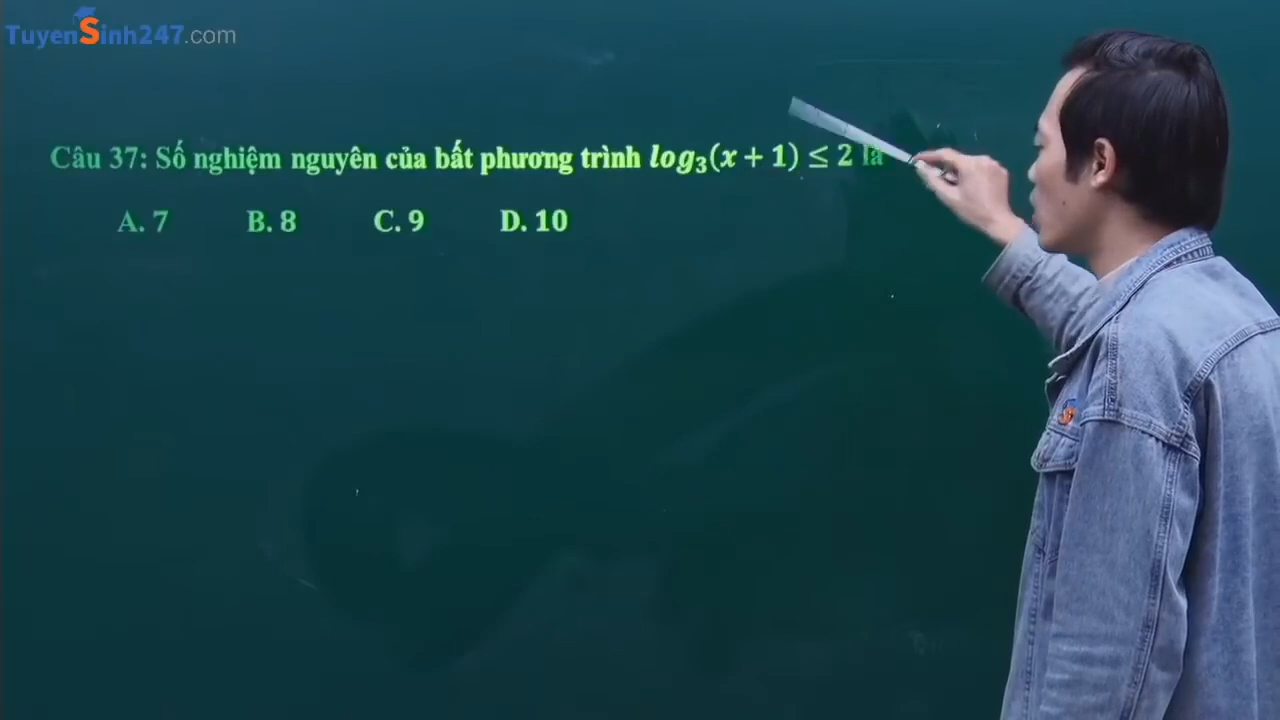 TuyenSinh247.com
Câu 37: Số nghiệm nguyên của bất phương trình log₃(x + 1) ≤ 2 là
A. 7 B. 8 C. 9 D. 10